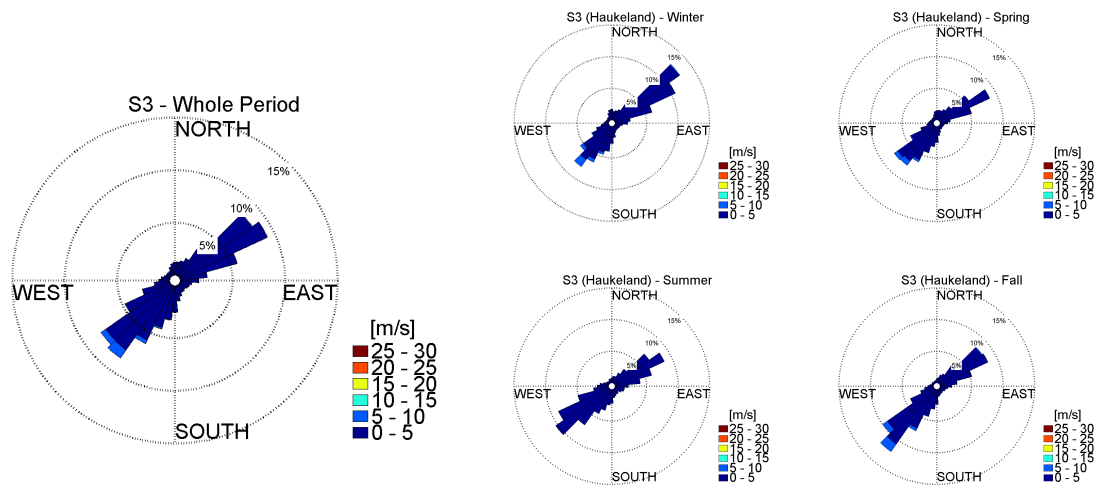 S3 - Whole Period
NORTH
15%
10%
5%
WEST
EAST
SOUTH
[m/s]
25 - 30
20 - 25
15 - 20
10 - 15
5 - 10
0 - 5
S3 (Haukeland) - Winter
NORTH
15%
10%
5%
WEST
EAST
SOUTH
[m/s]
25 - 30
20 - 25
15 - 20
10 - 15
5 - 10
0 - 5
S3 (Haukeland) - Spring
NORTH
15%
10%
5%
WEST
EAST
SOUTH
[m/s]
25 - 30
20 - 25
15 - 20
10 - 15
5 - 10
0 - 5
S3 (Haukeland) - Summer
NORTH
15%
10%
5%
WEST
EAST
SOUTH
[m/s]
25 - 30
20 - 25
15 - 20
10 - 15
5 - 10
0 - 5
S3 (Haukeland) - Fall
NORTH
15%
10%
5%
WEST
EAST
SOUTH
[m/s]
25 - 30
20 - 25
15 - 20
10 - 15
5 - 10
0 - 5